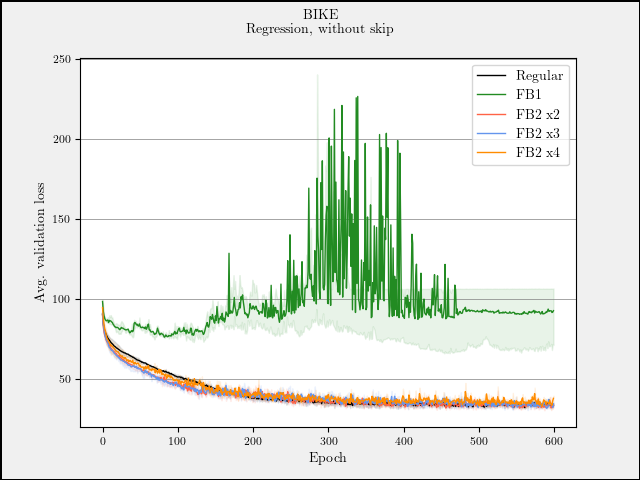 BIKE
Regression, without skip
250
200
150
100
50
Avg. validation loss
Regular
FB1
FB2 x2
FB2 x3
FB2 x4
0
100
200
300
400
500
600
Epoch